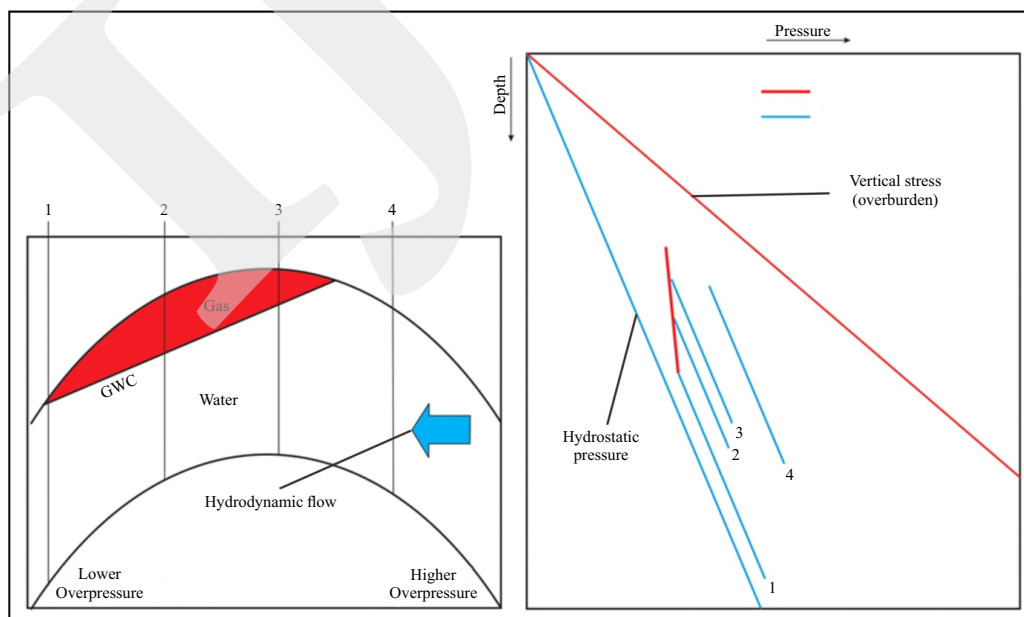 1
2
3
4
Gas
GWC
Water
Hydrodynamic flow
Lower
Overpressure
Higher
Overpressure
Pressure
Depth
Vertical stress
(overburden)
Hydrostatic
pressure
3
2
4
1